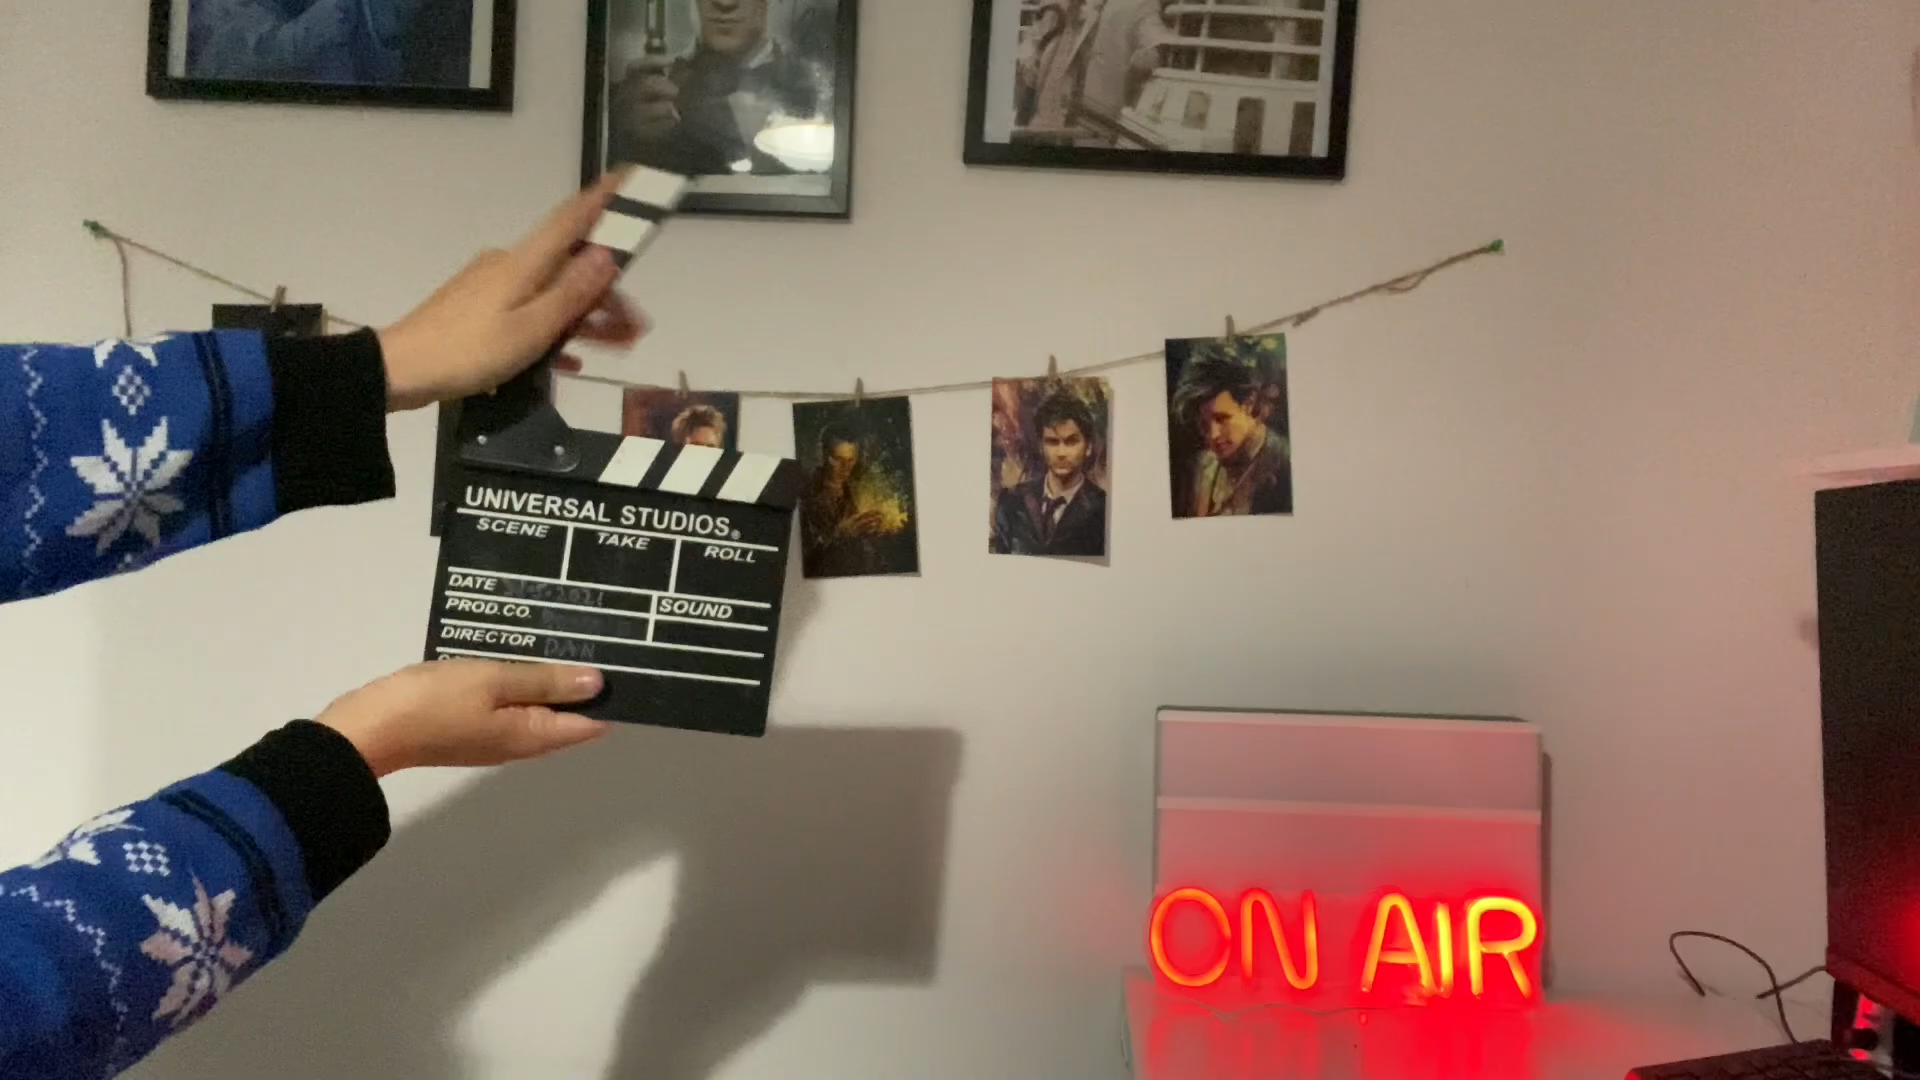 UNIVERSAL STUDIOS®
SCENE TAKE ROLL
DATE
PROD.CO. SOUND
DIRECTOR DAN
ON AIR